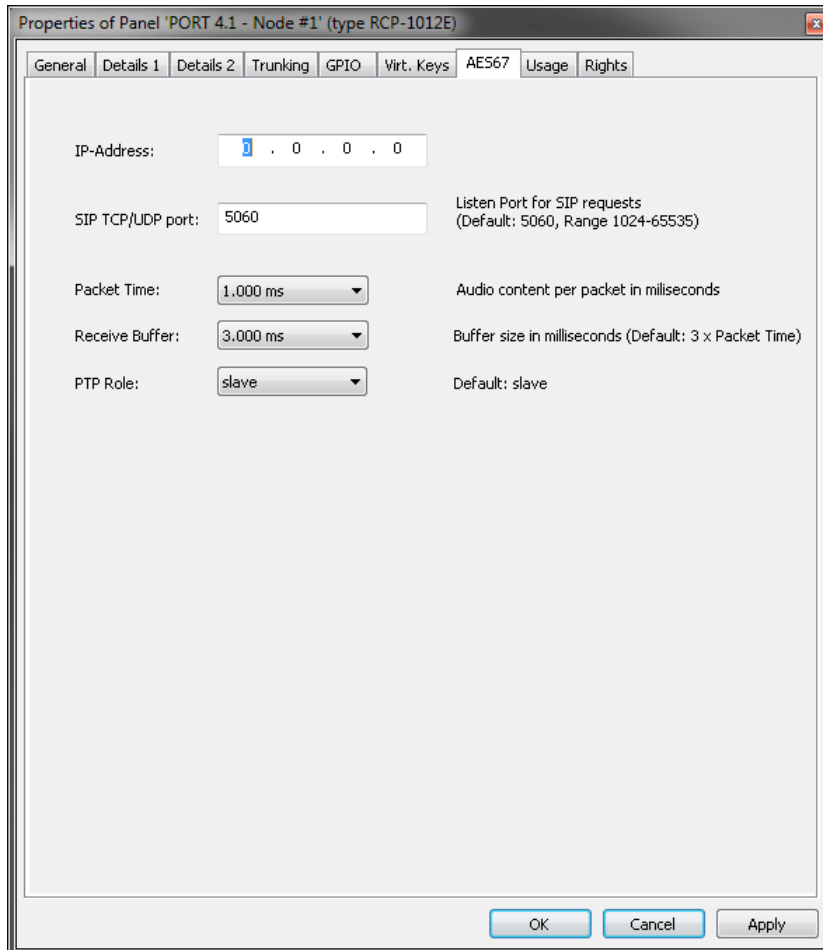 Properties of Panel 'PORT 4.1 - Node #1' (type RCP-1012E)
General Details 1 Details 2 Trunking GPIO Virt. Keys AES67 Usage Rights
IP-Address: 0 . 0 . 0 . 0
Listen Port for SIP requests
SIP TCP/UDP port: 5060 (Default: 5060, Range 1024-65535)
Packet Time: 1.000 ms Audio content per packet in miliseconds
Receive Buffer: 3.000 ms Buffer size in milliseconds (Default: 3 x Packet Time)
PTP Role: slave Default: slave
OK Cancel Apply